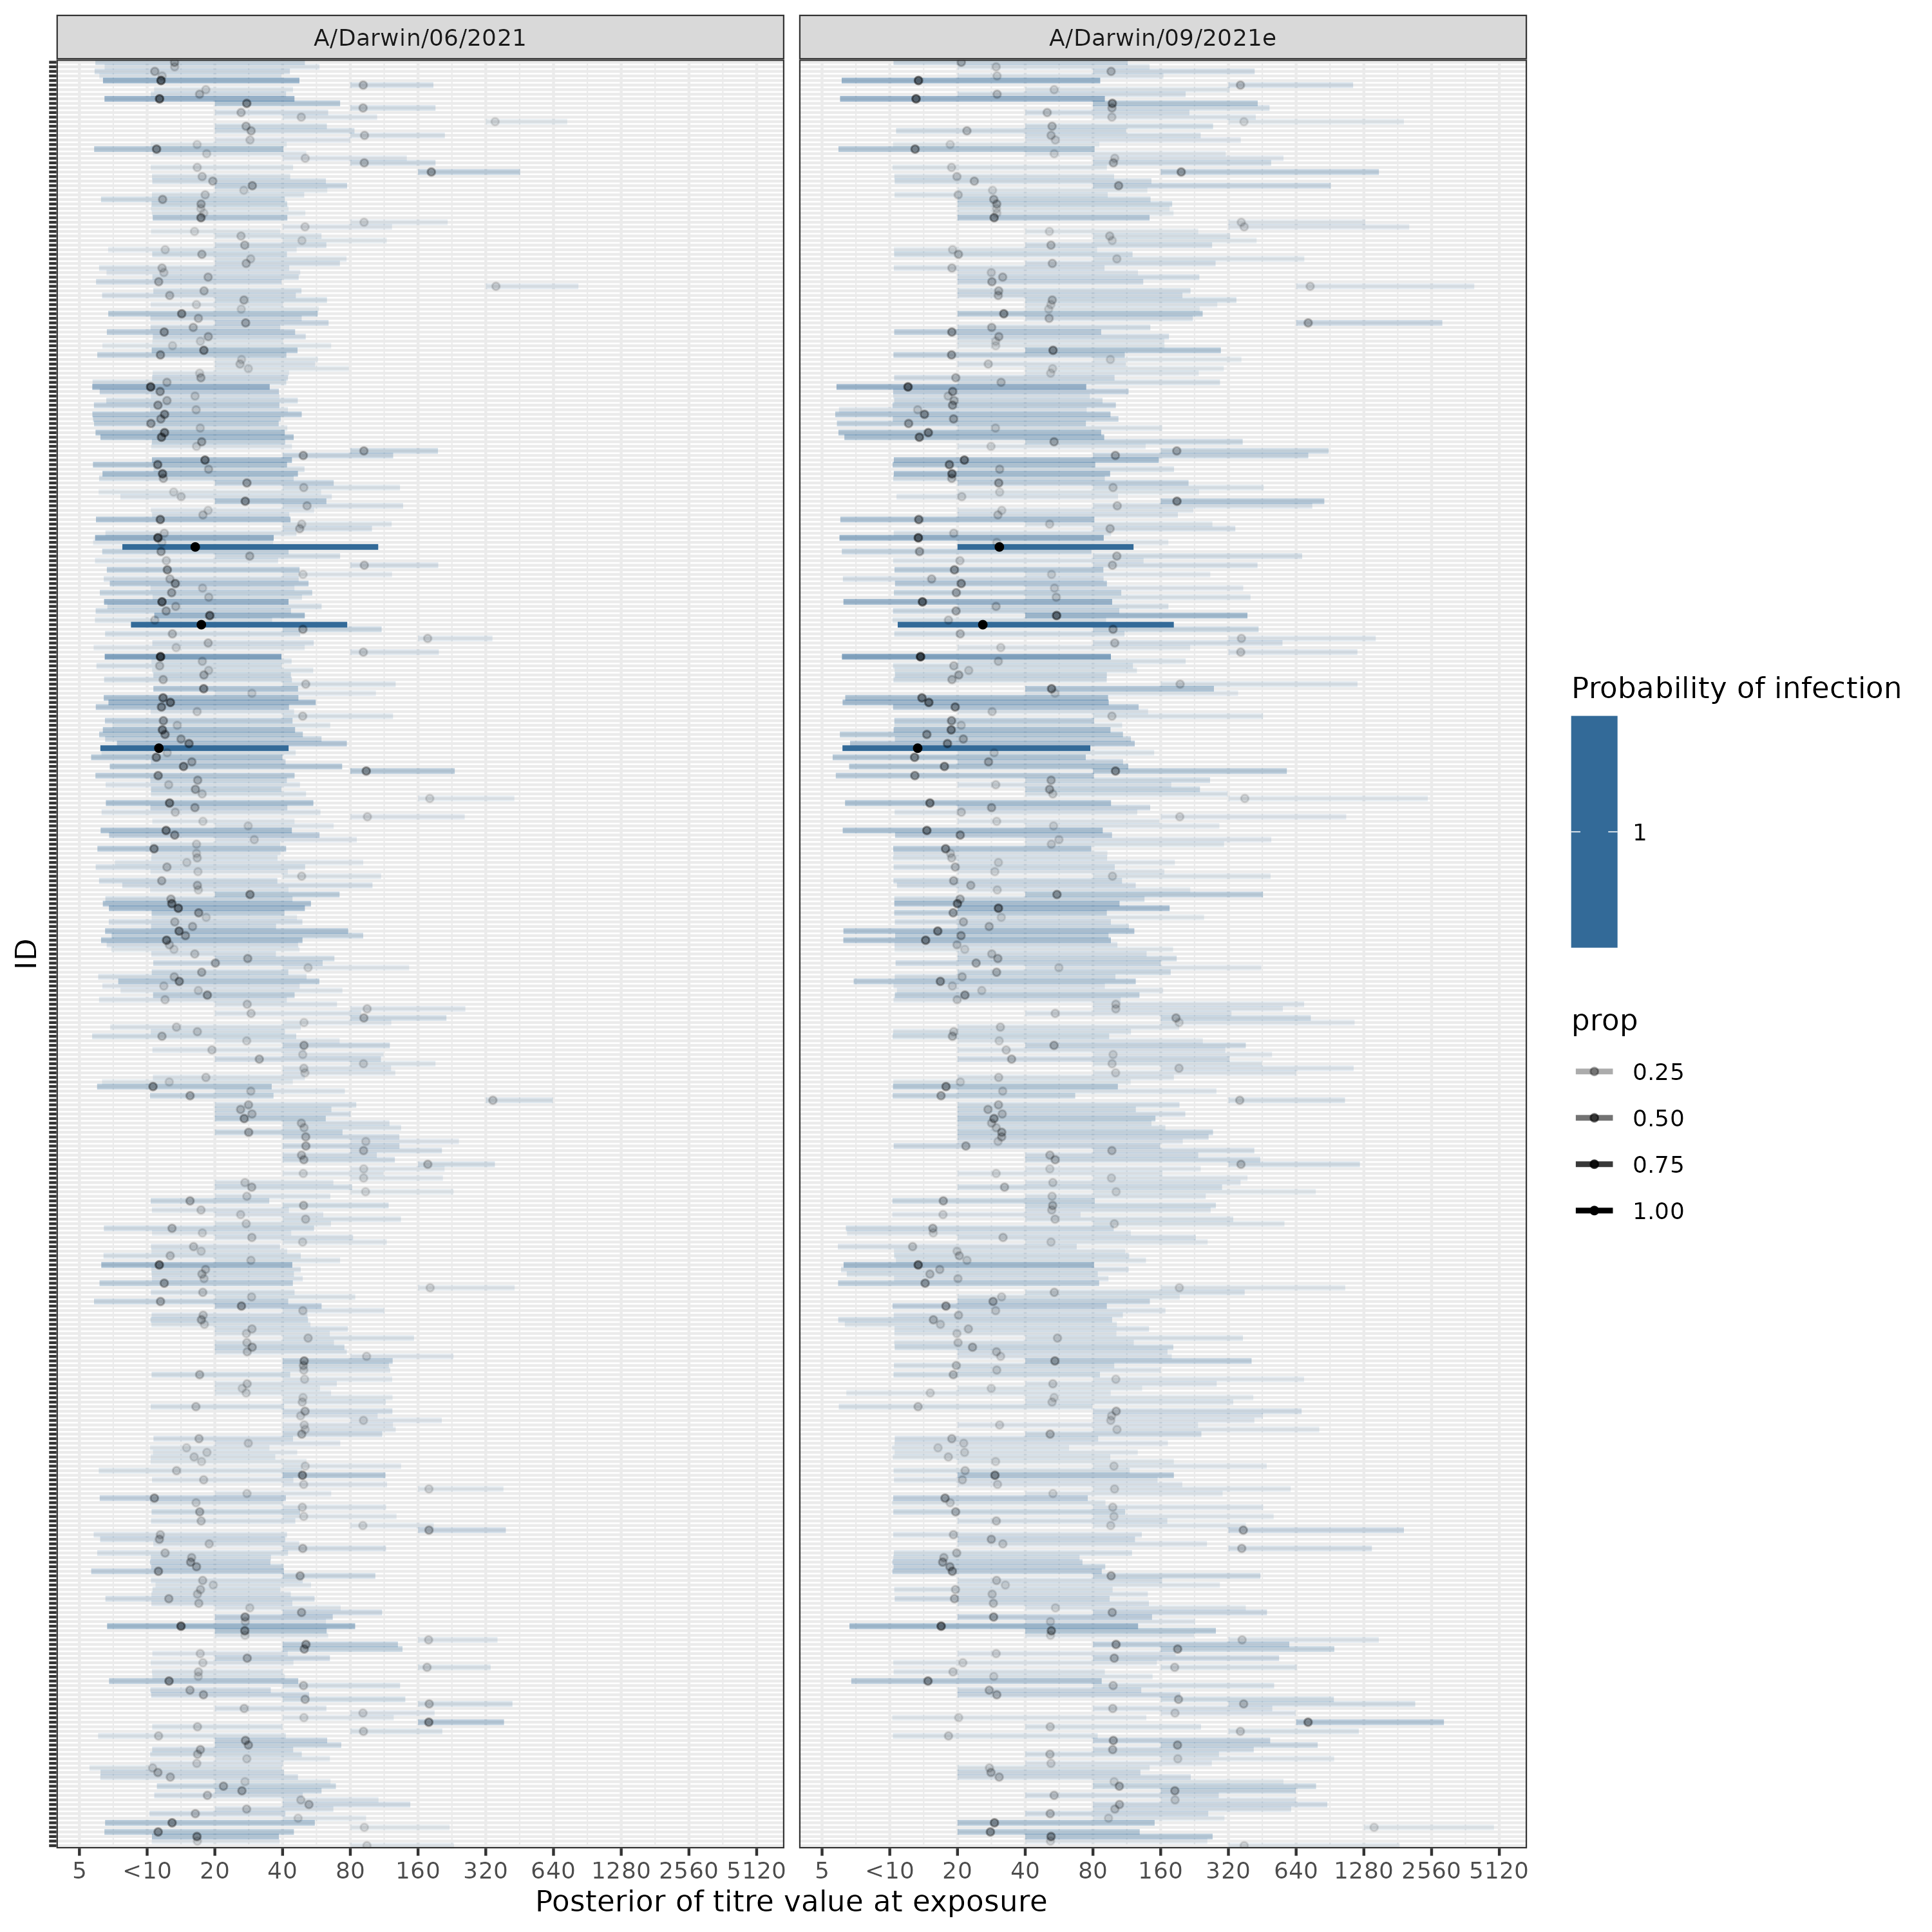 A/Darwin/06/2021
A/Darwin/09/2021e
ID
5 <10 20 40 80 160 320 640 1280 2560 5120
5 <10 20 40 80 160 320 640 1280 2560 5120
Posterior of titre value at exposure
Probability of infection
1
prop
0.25
0.50
0.75
1.00